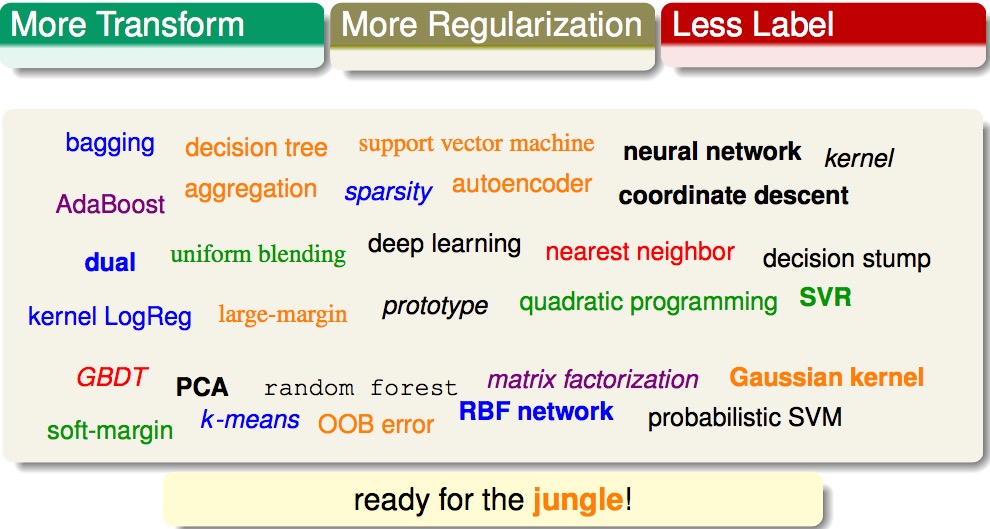 More Transform More Regularization Less Label
bagging decision tree support vector machine neural network kernel
AdaBoost aggregation sparsity autoencoder coordinate descent
dual uniform blending deep learning nearest neighbor decision stump
kernel LogReg large-margin prototype quadratic programming SVR
GBDT PCA random forest matrix factorization Gaussian kernel
soft-margin k-means OOB error RBF network probabilistic SVM
ready for the jungle!